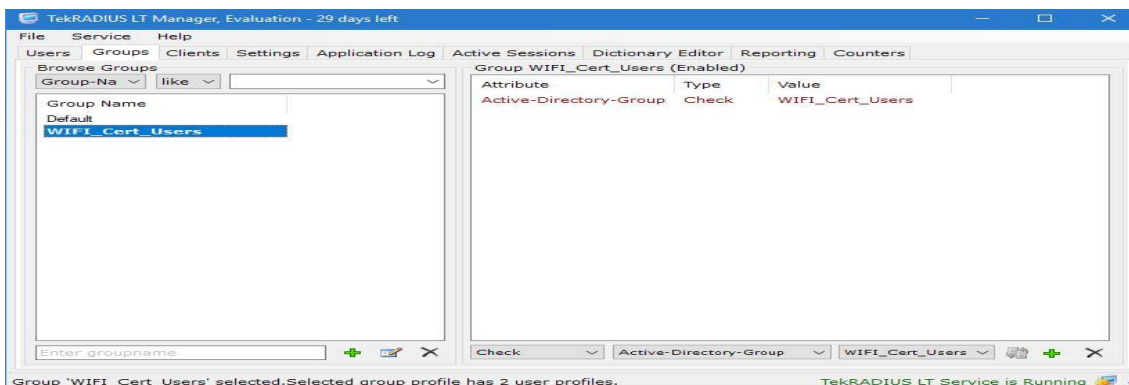 TekRADIUS LT Manager, Evaluation - 29 days left
File Service Help
Users Groups Clients Settings Application Log Active Sessions Dictionary Editor Reporting Counters
Browse Groups
Group-Na like
Group Name
Default
WIFI_Cert_Users
Enter groupname
Group WIFI_Cert_Users (Enabled)
Attribute Type Value
Active-Directory-Group Check WIFI_Cert_Users
Check Active-Directory-Group WIFI_Cert_Users
Group 'WIFI_Cert_Users' selected.Selected group profile has 2 user profiles. TekRADIUS LT Service is Running